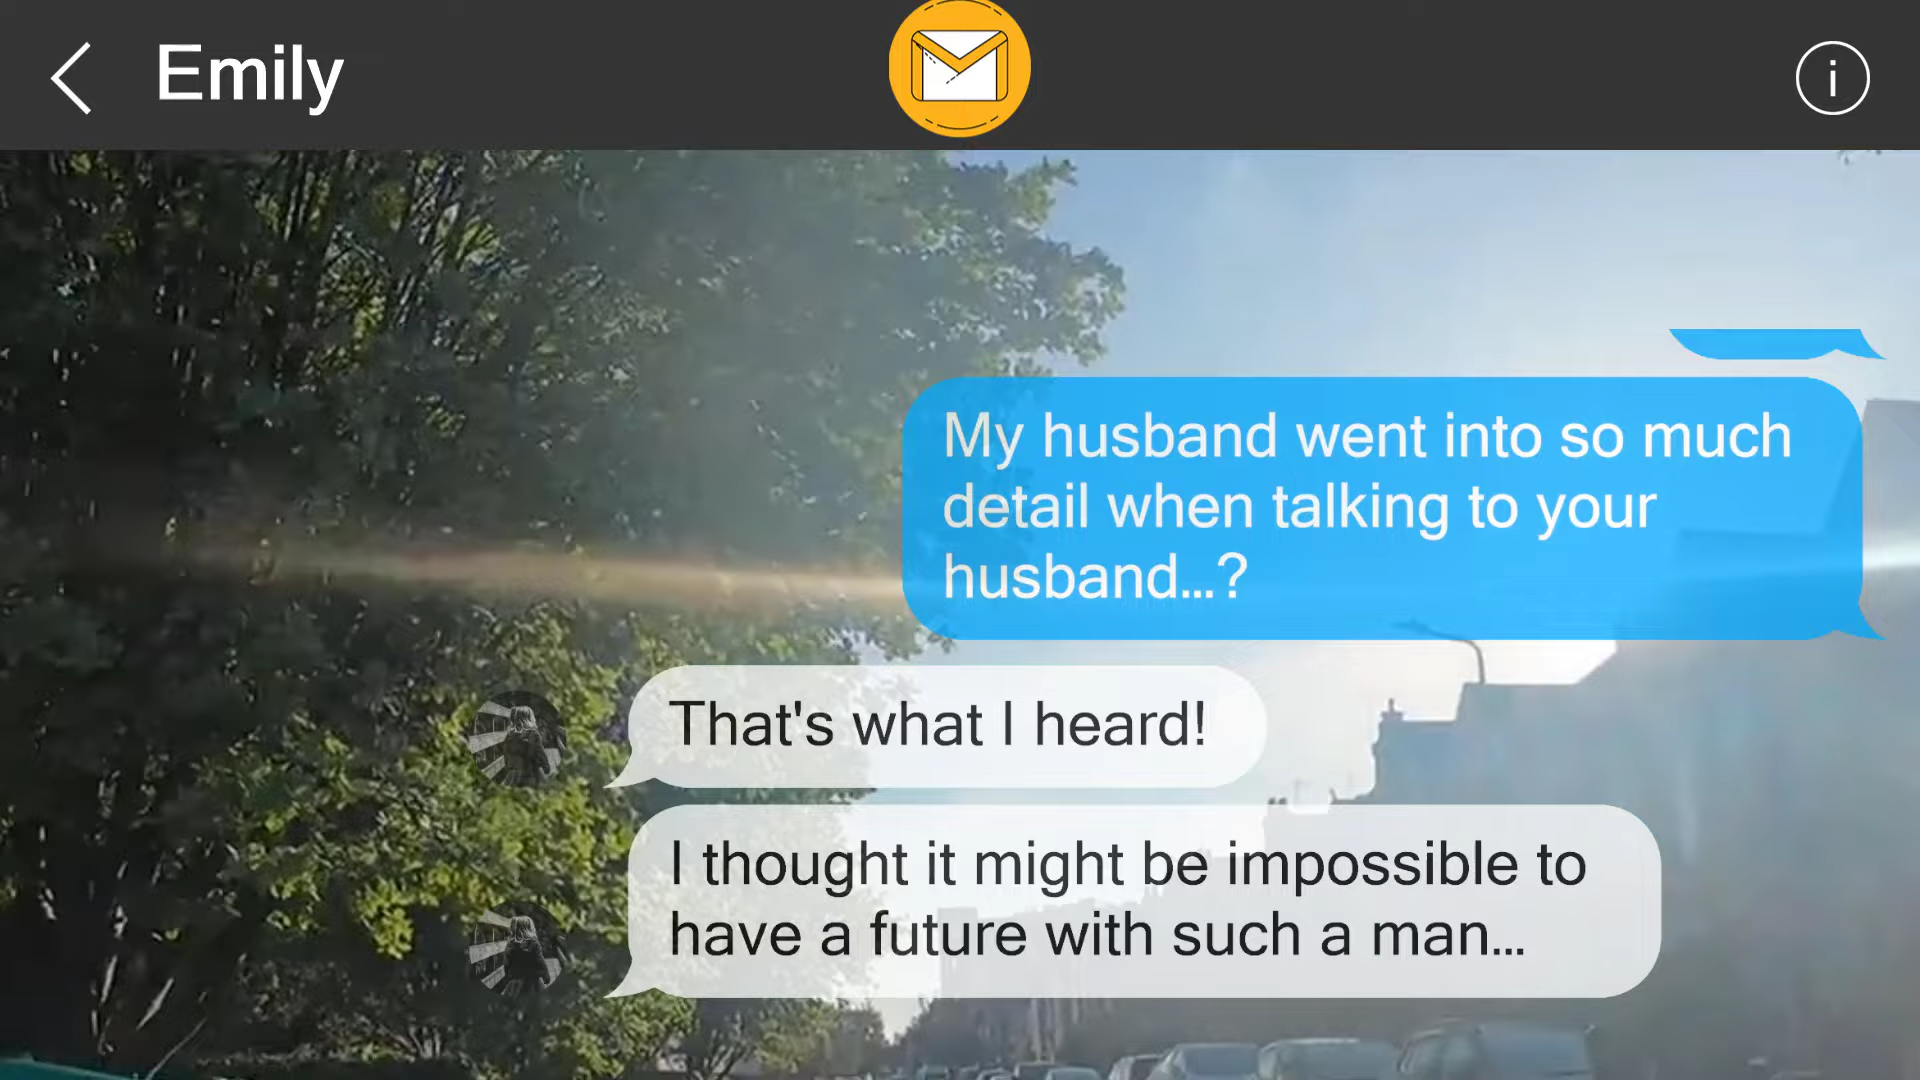 Emily
i
My husband went into so much
detail when talking to your
husband...?
That's what I heard!
I thought it might be impossible to
have a future with such a man...